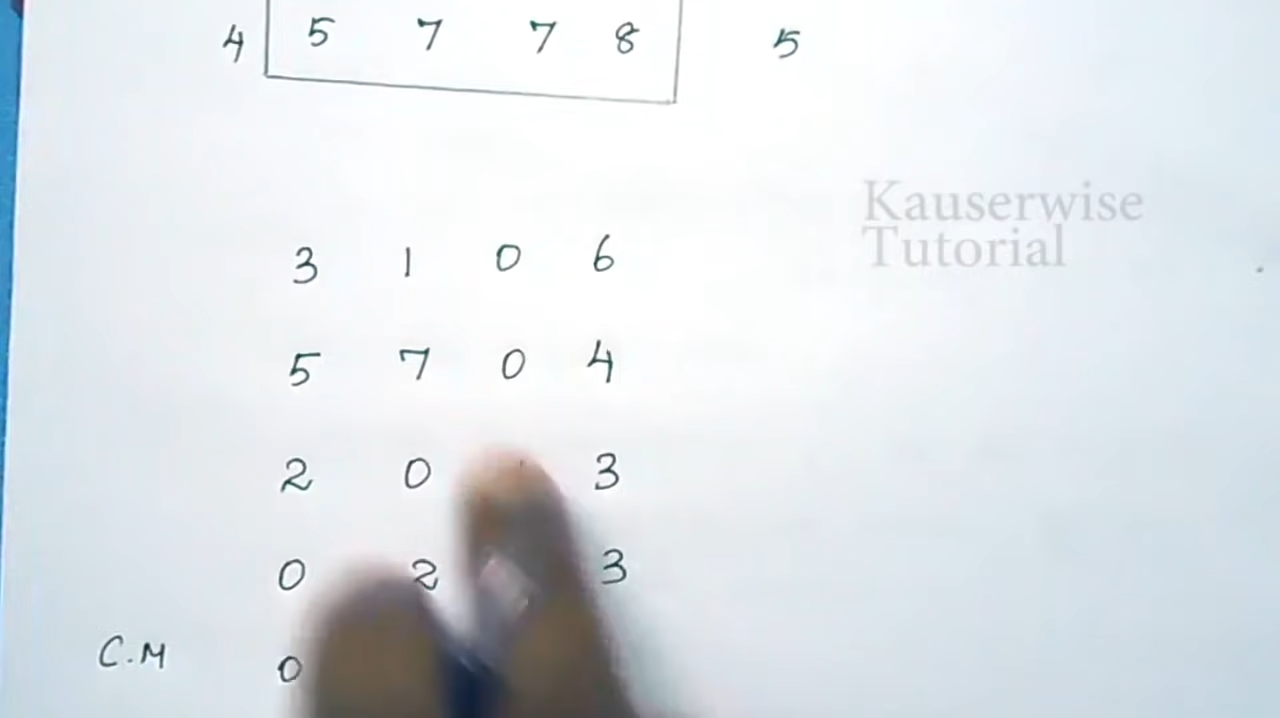 4 5 7 7 8 5
Kauserwise
Tutorial
3 1 0 6
5 7 0 4
2 0 3
0 2 3
C.M 0